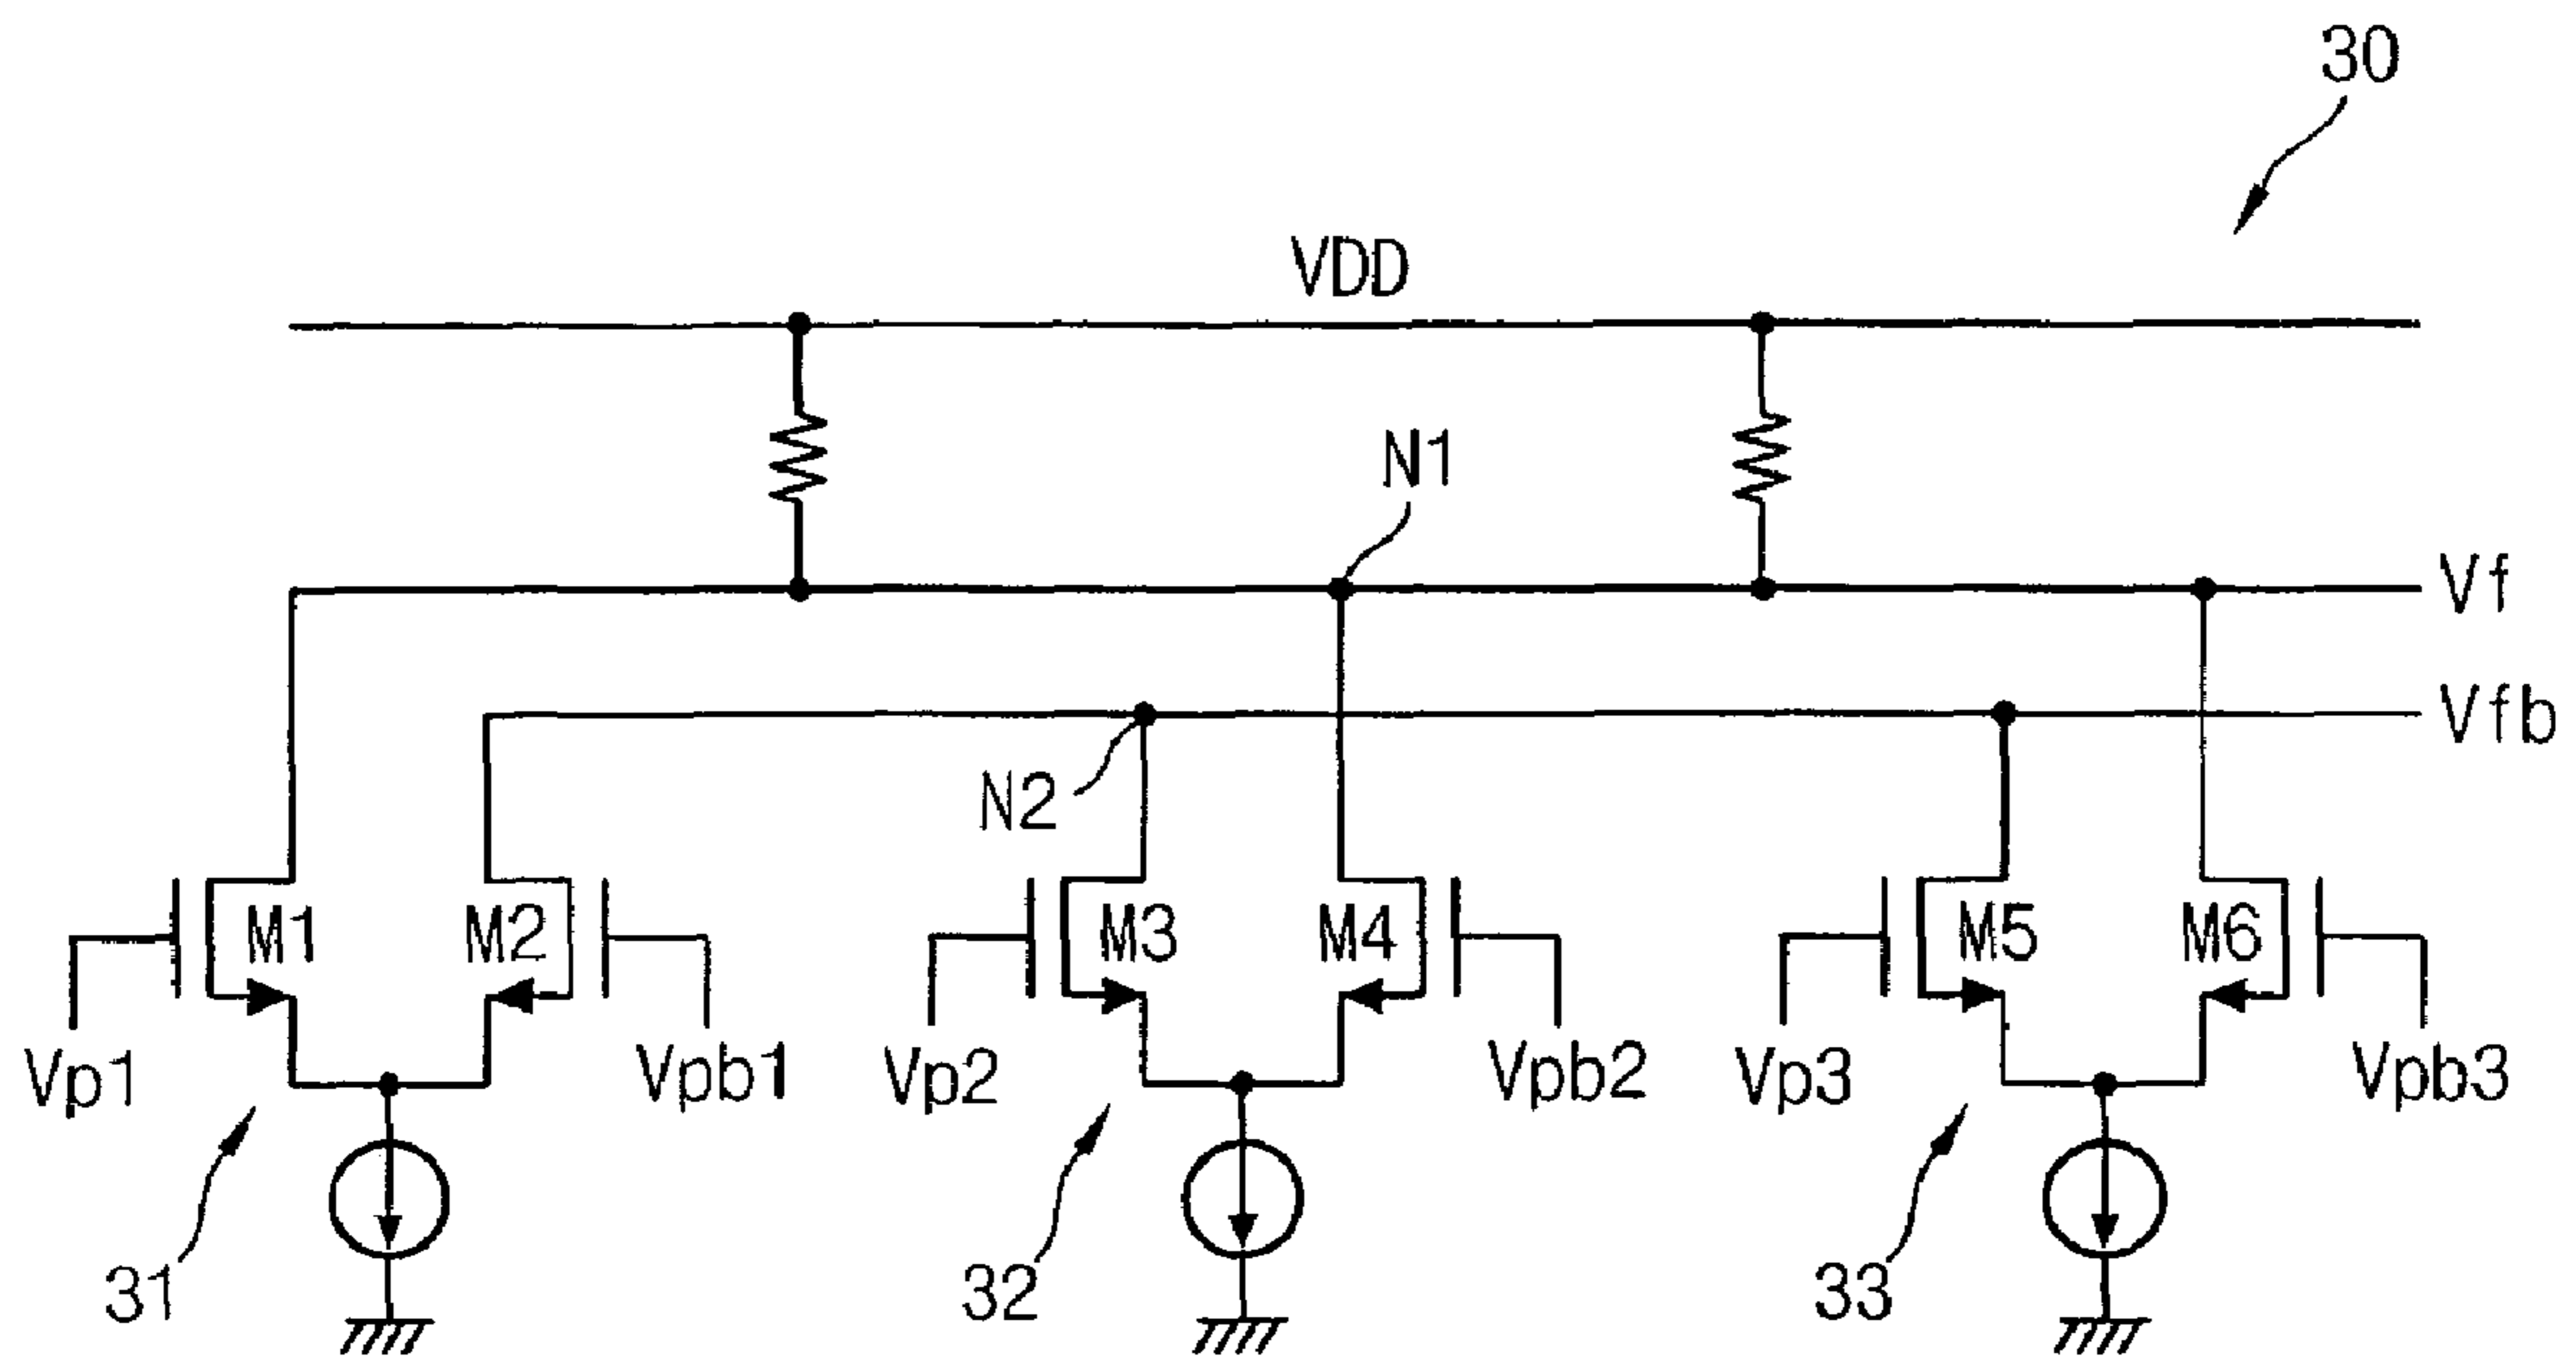 30
VDD
N1
Vf
Vfb
N2
M1 M2 M3 M4 M5 M6
Vp1 Vpb1 Vp2 Vpb2 Vp3 Vpb3
31 32 33